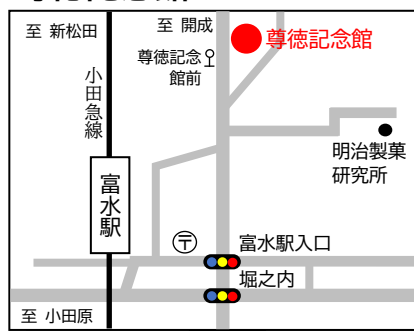 至 新松田
至 開成
尊徳記念館
尊徳記念
館前
小田急線
明治製菓
研究所
富水駅
〒
富水駅入口
堀之内
至 小田原